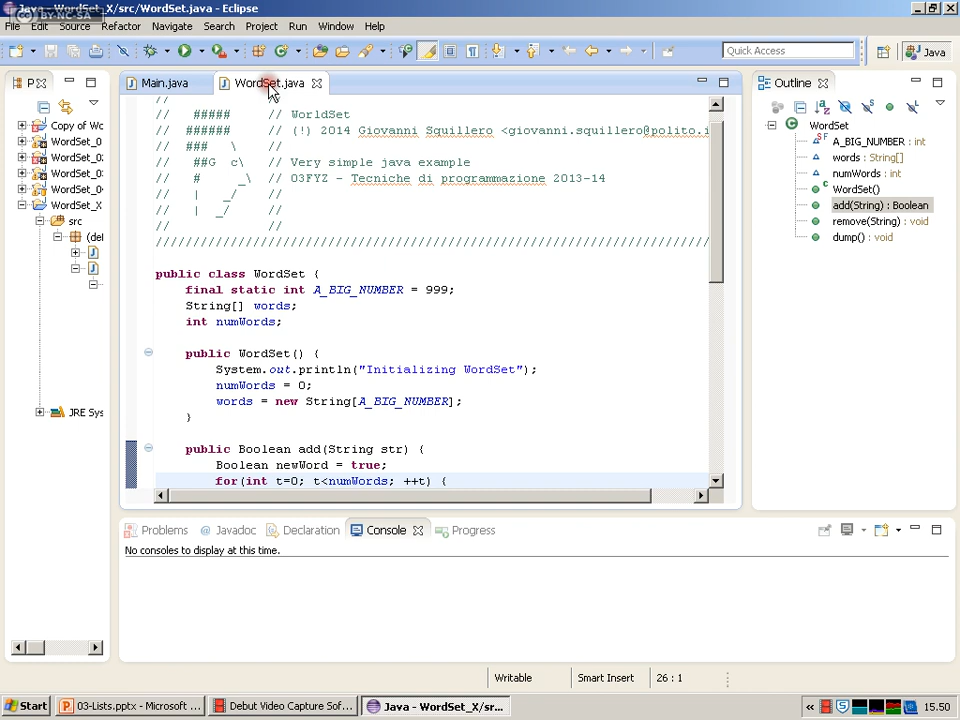 Java - WordSet_X/src/WordSet.java - Eclipse
BY-NC-SA
File Edit Source Refactor Navigate Search Project Run Window Help
Quick Access
Java
P
Main.java
WordSet.java
Outline
Copy of Wo
WordSet_0
WordSet_0
WordSet_0
WordSet_0
WordSet_X
src
(del
JRE Sys
//           //
//   #####   // WorldSet
//  ######   // (!) 2014 Giovanni Squillero <giovanni.squillero@polito.i
//  ###   \  //
//   ##G  c\ // Very simple java example
//   #     _\ // 03FYZ - Tecniche di programmazione 2013-14
//   |   _/  //
//   |  _/   //
//           //
//////////////////////////////////////////////////////////////////////////
public class WordSet {
final static int A_BIG_NUMBER = 999;
String[] words;
int numWords;
public WordSet() {
System.out.println("Initializing WordSet");
numWords = 0;
words = new String[A_BIG_NUMBER];
}
public Boolean add(String str) {
Boolean newWord = true;
for(int t=0; t<numWords; ++t) {
WordSet
A_BIG_NUMBER : int
words : String[]
numWords : int
WordSet()
add(String) : Boolean
remove(String) : void
dump() : void
Problems
@ Javadoc
Declaration
Console
Progress
No consoles to display at this time.
Writable
Smart Insert
26 : 1
Start
03-Lists.pptx - Microsoft ...
Debut Video Capture Sof...
Java - WordSet_X/sr...
15.50